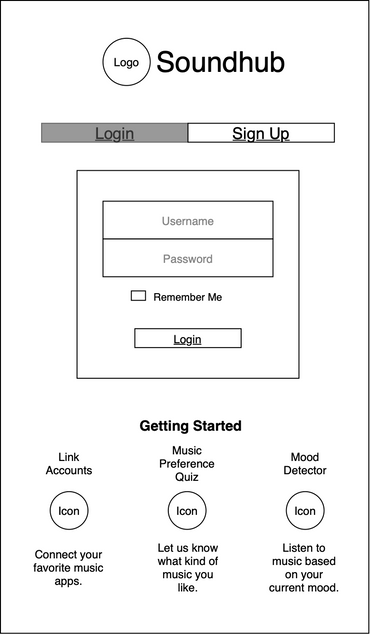 Logo
Soundhub
Login
Sign Up
Username
Password
Remember Me
Login
Getting Started
Link
Accounts
Icon
Connect your
favorite music
apps.
Music
Preference
Quiz
Icon
Let us know
what kind of
music you
like.
Mood
Detector
Icon
Listen to
music based
on your
current mood.